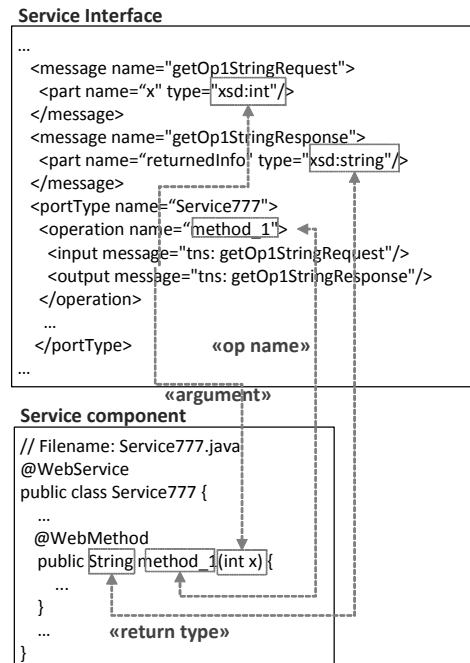 Service Interface
...
<message name="getOp1StringRequest">
<part name=“x" type="xsd:int"/>
</message>
<message name="getOp1StringResponse">
<part name=“returnedInfo" type="xsd:string"/>
</message>
<portType name=“Service777">
<operation name=“method_1">
<input message="tns: getOp1StringRequest"/>
<output message="tns: getOp1StringResponse"/>
</operation>
...
</portType>
«op name»
...
«argument»
Service component
// Filename: Service777.java
@WebService
public class Service777 {
...
@WebMethod
public String method_1(int x) {
...
}
...
«return type»
}